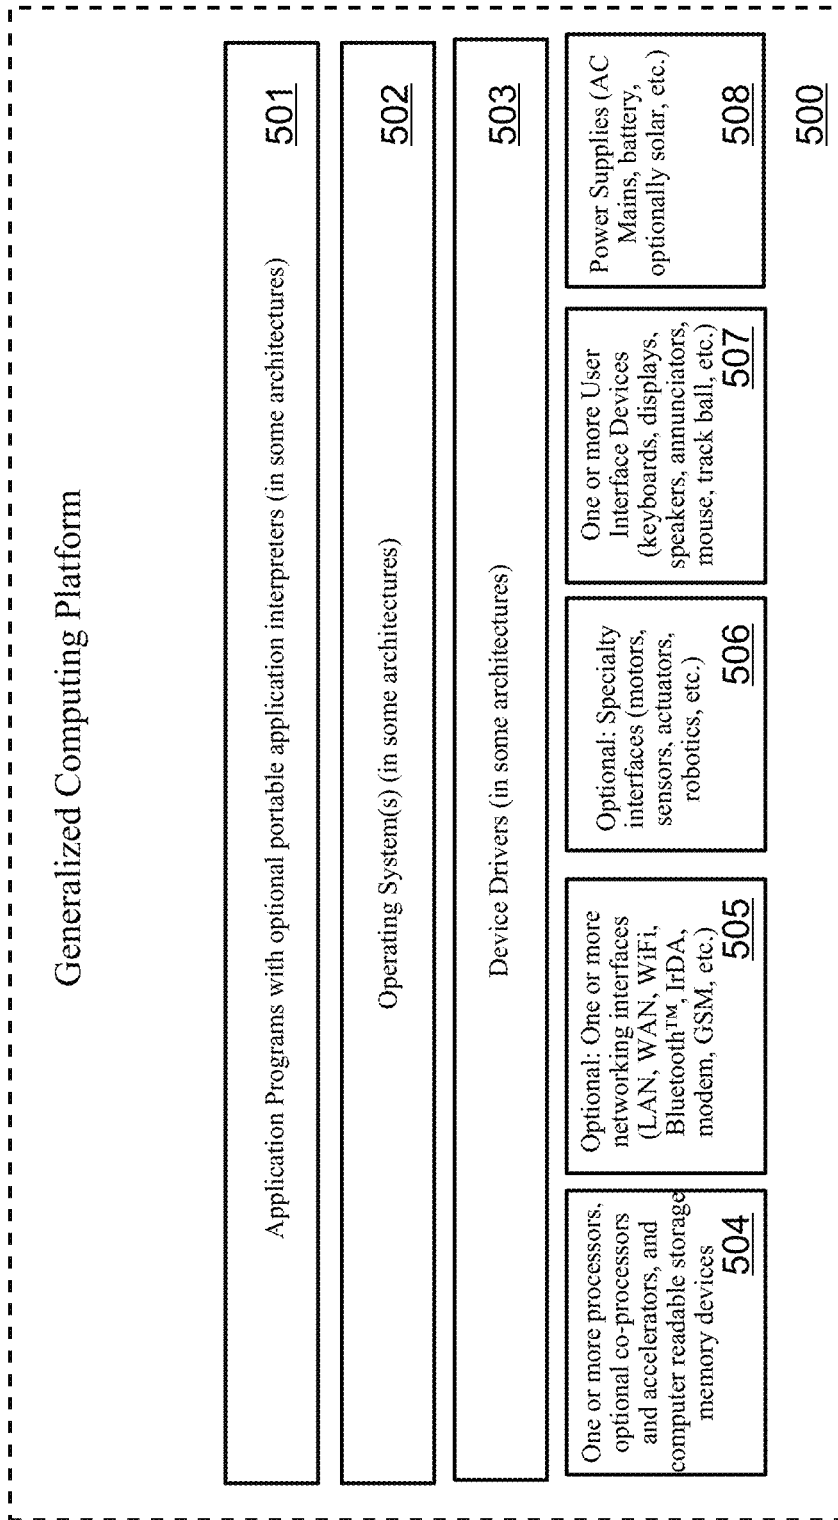 Generalized Computing Platform
Application Programs with optional portable application interpreters (in some architectures)
501
Operating System(s) (in some architectures)
502
Device Drivers (in some architectures)
503
One or more processors,
optional co-processors
and accelerators, and
computer readable storage
memory devices
504
Optional: One or more
networking interfaces
(LAN, WAN, WiFi,
Bluetooth™, IrDA,
modem, GSM, etc.)
505
Optional: Specialty
interfaces (motors,
sensors, actuators,
robotics, etc.)
506
One or more User
Interface Devices
(keyboards, displays,
speakers, annunciators,
mouse, track ball, etc.)
507
Power Supplies (AC
Mains, battery,
optionally solar, etc.)
508
500